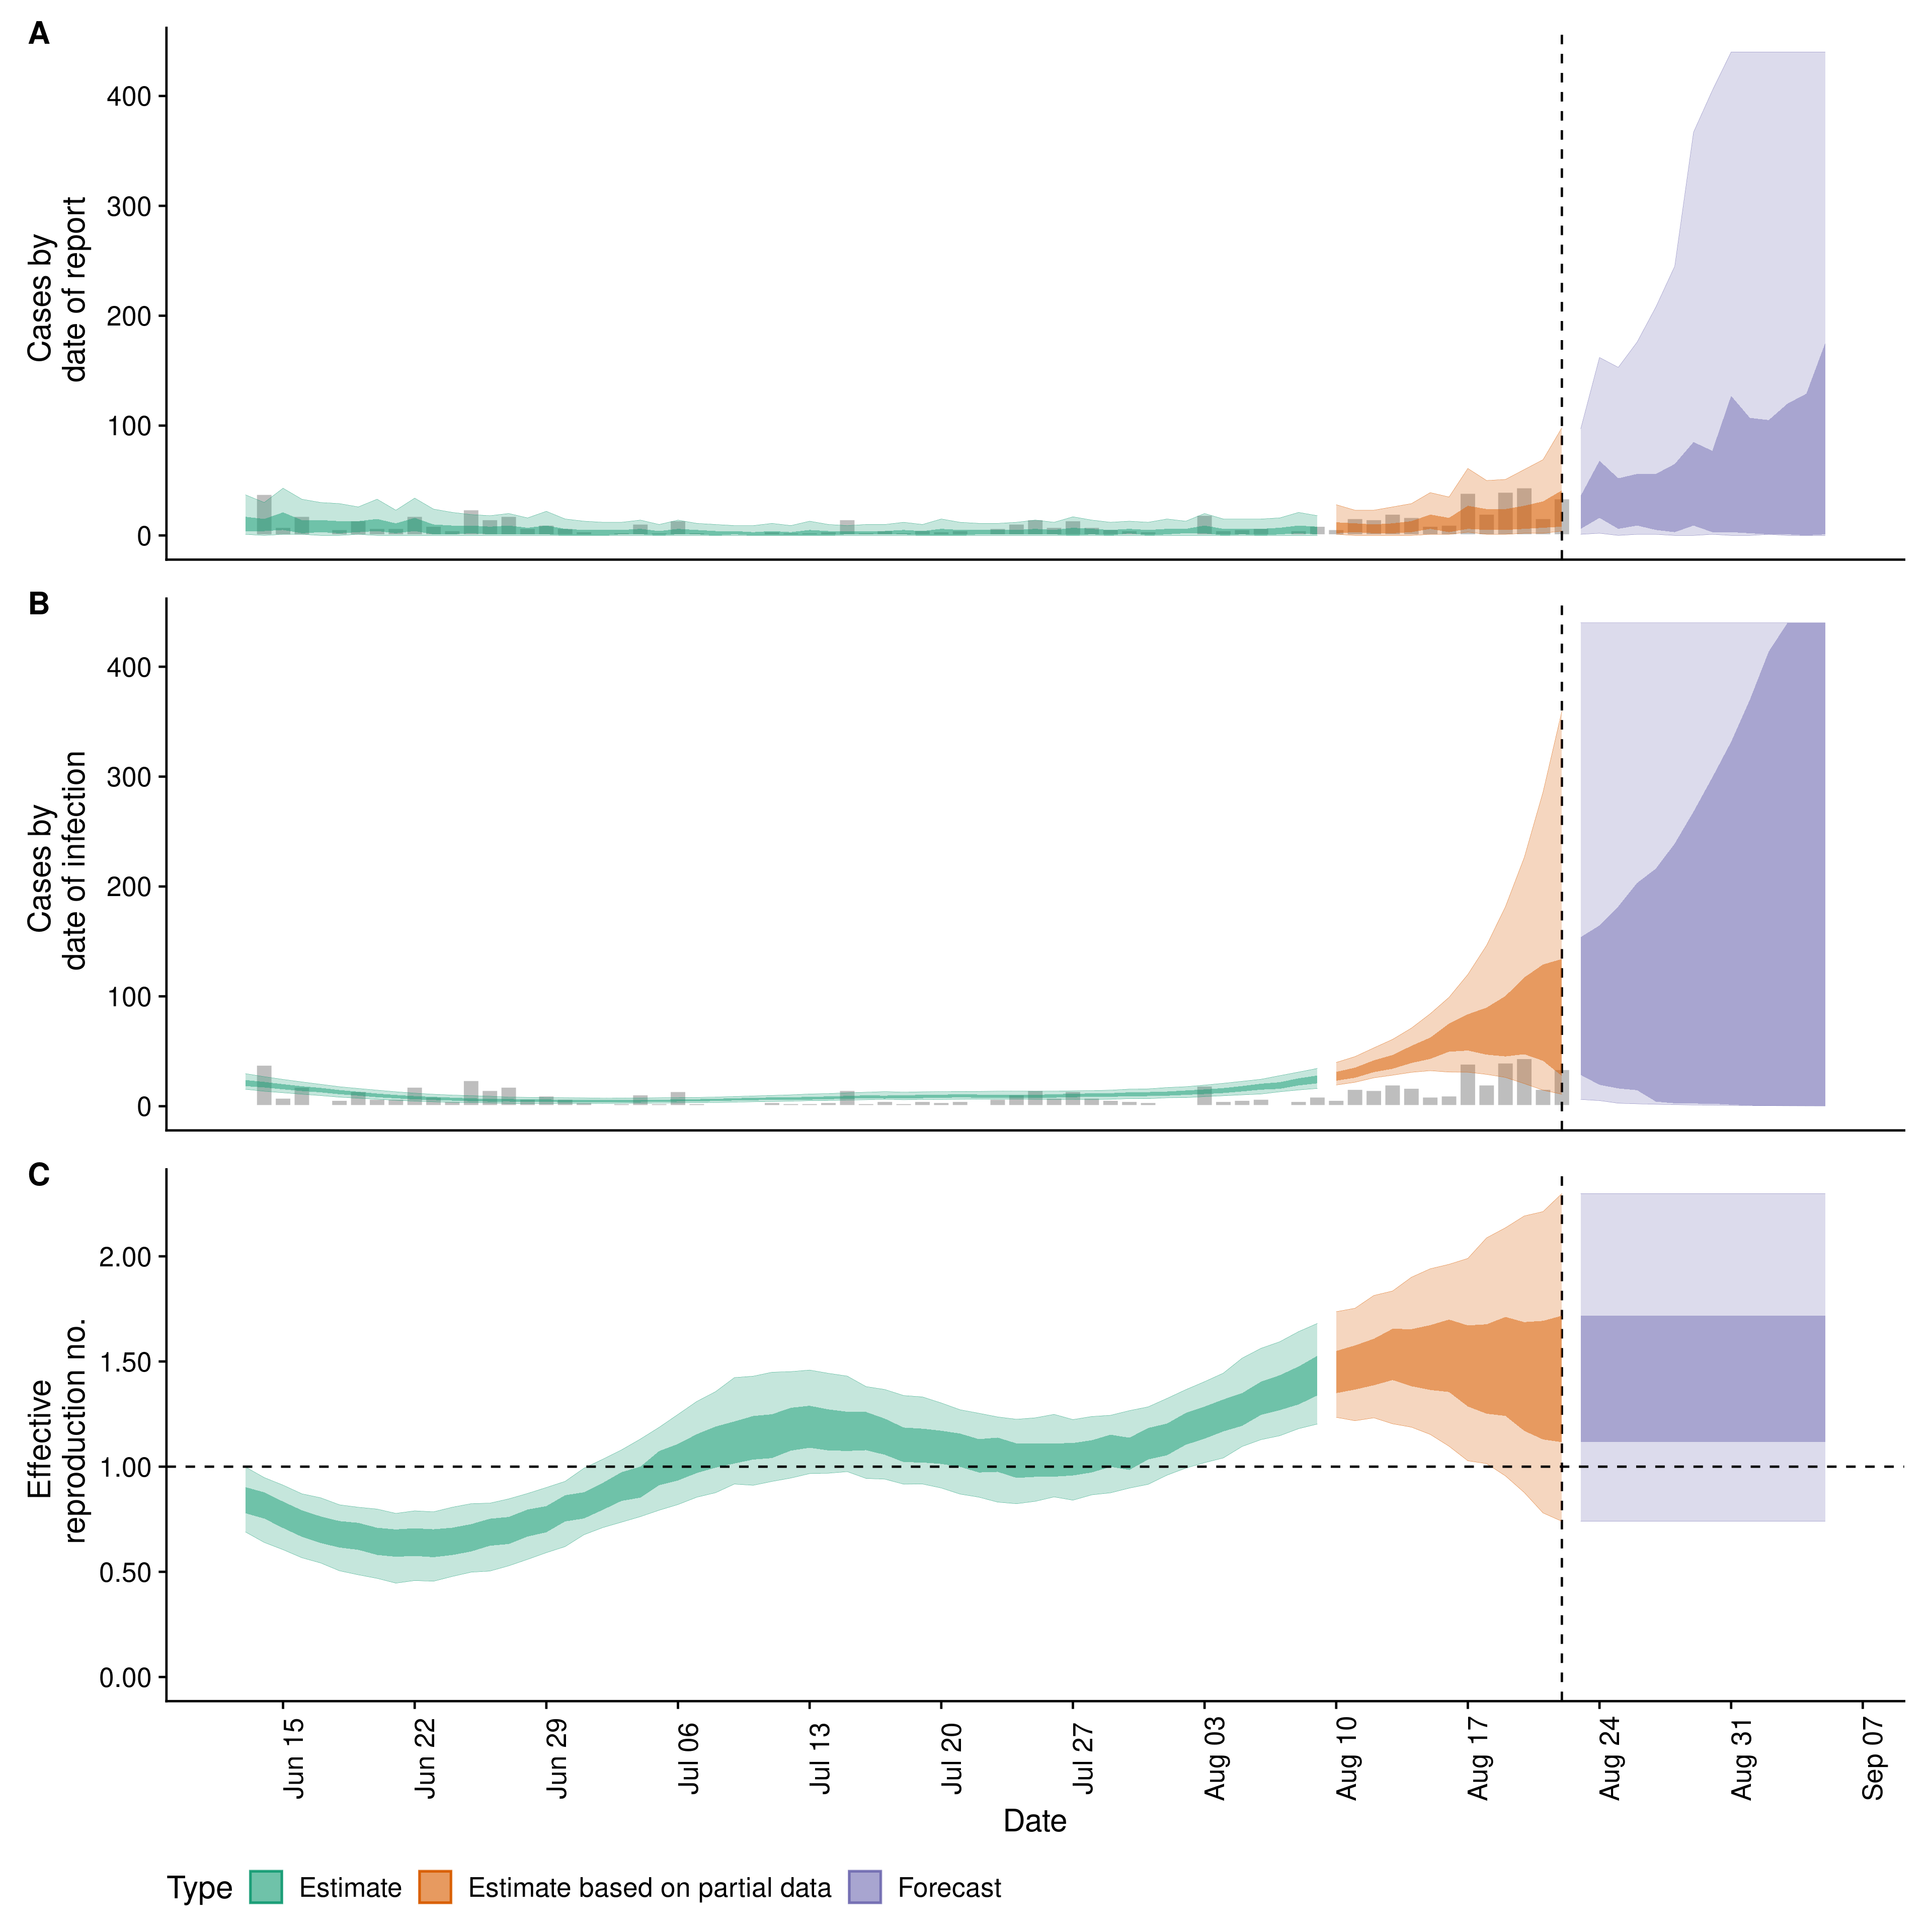 A
Cases by
date of report
400
300
200
100
0
B
Cases by
date of infection
400
300
200
100
0
C
Effective
reproduction no.
2.00
1.50
1.00
0.50
0.00
Jun 15
Jun 22
Jun 29
Jul 06
Jul 13
Jul 20
Jul 27
Aug 03
Aug 10
Aug 17
Aug 24
Aug 31
Sep 07
Date
Type Estimate Estimate based on partial data Forecast